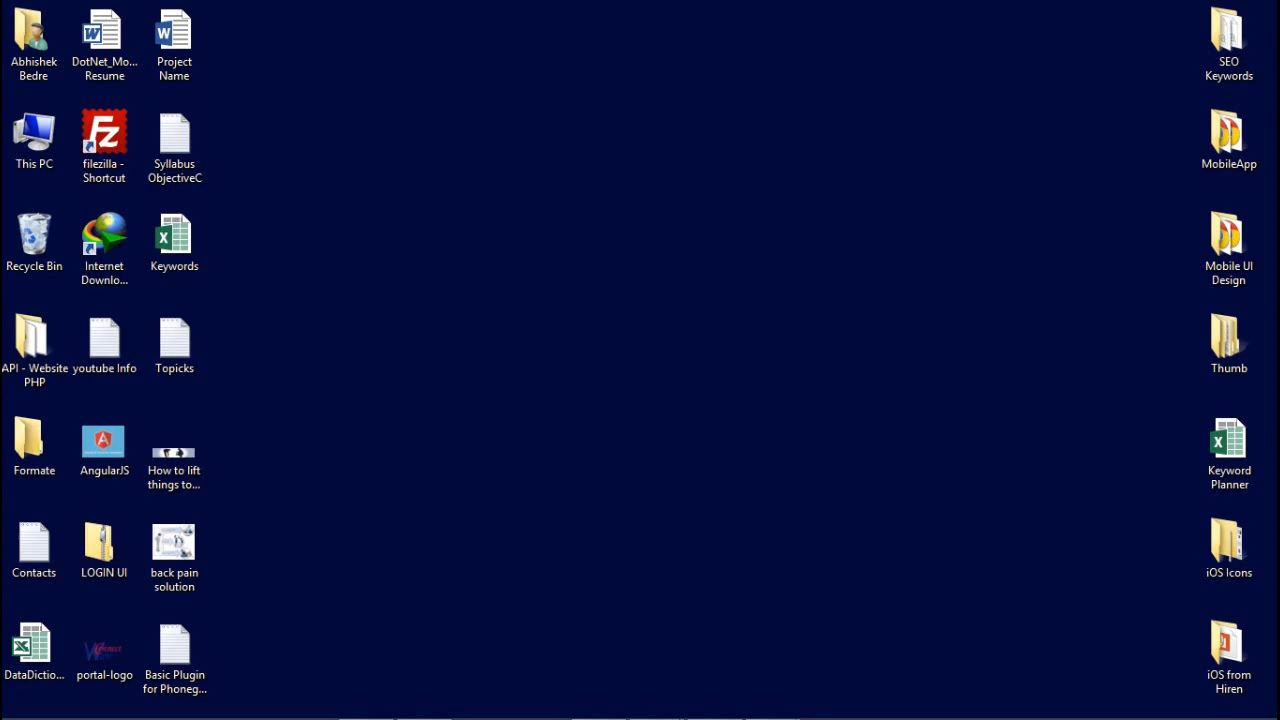 Abhishek
Bedre
DotNet_Mo...
Resume
Project
Name
SEO
Keywords
This PC
Fz
filezilla -
Shortcut
Syllabus
ObjectiveC
MobileApp
Recycle Bin
Internet
Downlo...
Keywords
Mobile UI
Design
API - Website
PHP
youtube Info
Topicks
Thumb
Formate
AngularJS
How to lift
things to...
Keyword
Planner
Contacts
LOGIN UI
back pain
solution
iOS Icons
DataDictio...
portal-logo
Basic Plugin
for Phoneg...
iOS from
Hiren